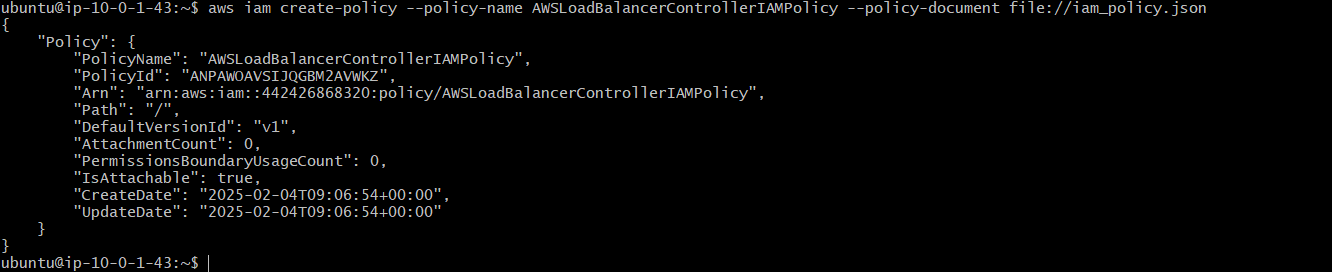 ubuntu@ip-10-0-1-43:~$ aws iam create-policy --policy-name AWSLoadBalancerControllerIAMPolicy --policy-document file://iam_policy.json
{
    "Policy": {
        "PolicyName": "AWSLoadBalancerControllerIAMPolicy",
        "PolicyId": "ANPAWOAVSIJQGBM2AVWKZ",
        "Arn": "arn:aws:iam::442426868320:policy/AWSLoadBalancerControllerIAMPolicy",
        "Path": "/",
        "DefaultVersionId": "v1",
        "AttachmentCount": 0,
        "PermissionsBoundaryUsageCount": 0,
        "IsAttachable": true,
        "CreateDate": "2025-02-04T09:06:54+00:00",
        "UpdateDate": "2025-02-04T09:06:54+00:00"
    }
}
ubuntu@ip-10-0-1-43:~$